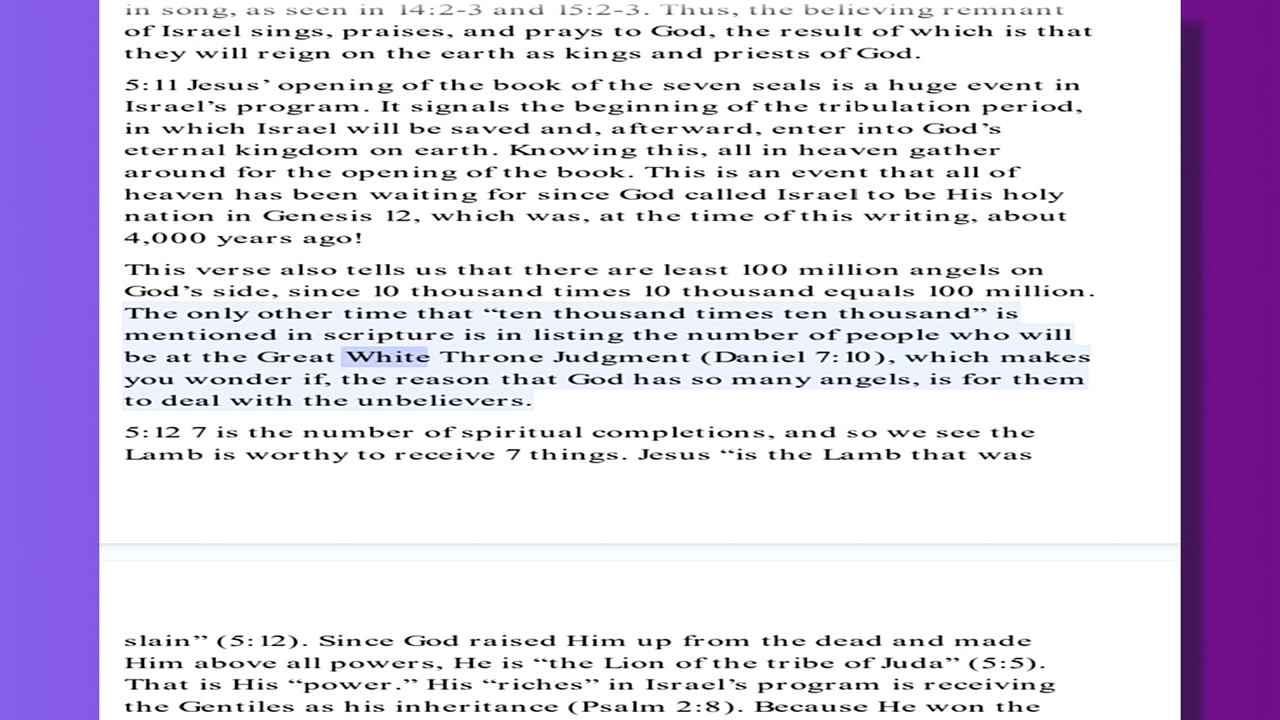 in song, as seen in 14:2-3 and 15:2-3. Thus, the believing remnant
of Israel sings, praises, and prays to God, the result of which is that
they will reign on the earth as kings and priests of God.
5:11 Jesus’ opening of the book of the seven seals is a huge event in
Israel’s program. It signals the beginning of the tribulation period,
in which Israel will be saved and, afterward, enter into God’s
eternal kingdom on earth. Knowing this, all in heaven gather
around for the opening of the book. This is an event that all of
heaven has been waiting for since God called Israel to be His holy
nation in Genesis 12, which was, at the time of this writing, about
4,000 years ago!
This verse also tells us that there are least 100 million angels on
God’s side, since 10 thousand times 10 thousand equals 100 million.
The only other time that “ten thousand times ten thousand” is
mentioned in scripture is in listing the number of people who will
be at the Great White Throne Judgment (Daniel 7:10), which makes
you wonder if, the reason that God has so many angels, is for them
to deal with the unbelievers.
5:12 7 is the number of spiritual completions, and so we see the
Lamb is worthy to receive 7 things. Jesus “is the Lamb that was
slain” (5:12). Since God raised Him up from the dead and made
Him above all powers, He is “the Lion of the tribe of Juda” (5:5).
That is His “power.” His “riches” in Israel’s program is receiving
the Gentiles as his inheritance (Psalm 2:8). Because He won the